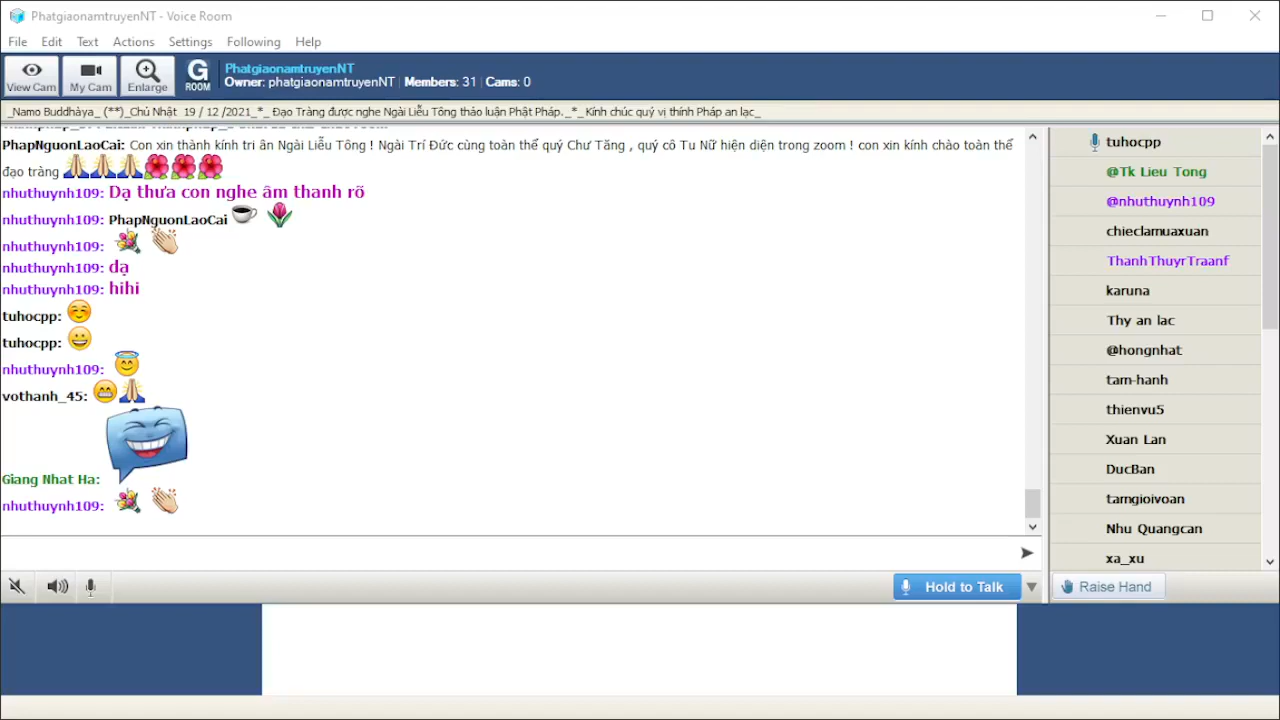 PhatgiaonamtruyenNT - Voice Room
File Edit Text Actions Settings Following Help
View Cam
My Cam
Enlarge
G
ROOM
PhatgiaonamtruyenNT
Owner: phatgiaonamtruyenNT | Members: 31 | Cams: 0
_Namo Buddhàya_ (**)_Chủ Nhật 19 / 12 /2021_*_ Đạo Tràng được nghe Ngài Liễu Tông thảo luận Phật Pháp._*_Kính chúc quý vị thính Pháp an lạc_
PhapNguonLaoCai: Con xin thành kính tri ân Ngài Liễu Tông ! Ngài Trí Đức cùng toàn thể quý Chư Tăng , quý cô Tu Nữ hiện diện trong zoom ! con xin kính chào toàn thể
đạo tràng
nhuthuynh109: Dạ thưa con nghe âm thanh rõ
nhuthuynh109: PhapNguonLaoCai
nhuthuynh109:
nhuthuynh109: dạ
nhuthuynh109: hihi
tuhocpp:
tuhocpp:
nhuthuynh109:
vothanh_45:
Giang Nhat Ha:
nhuthuynh109:
tuhocpp
@Tk Lieu Tong
@nhuthuynh109
chieclamuaxuan
ThanhThuyrTraanf
karuna
Thy an lac
@hongnhat
tam-hanh
thienvu5
Xuan Lan
DucBan
tamgioivoan
Nhu Quangcan
xa_xu
Hold to Talk
Raise Hand